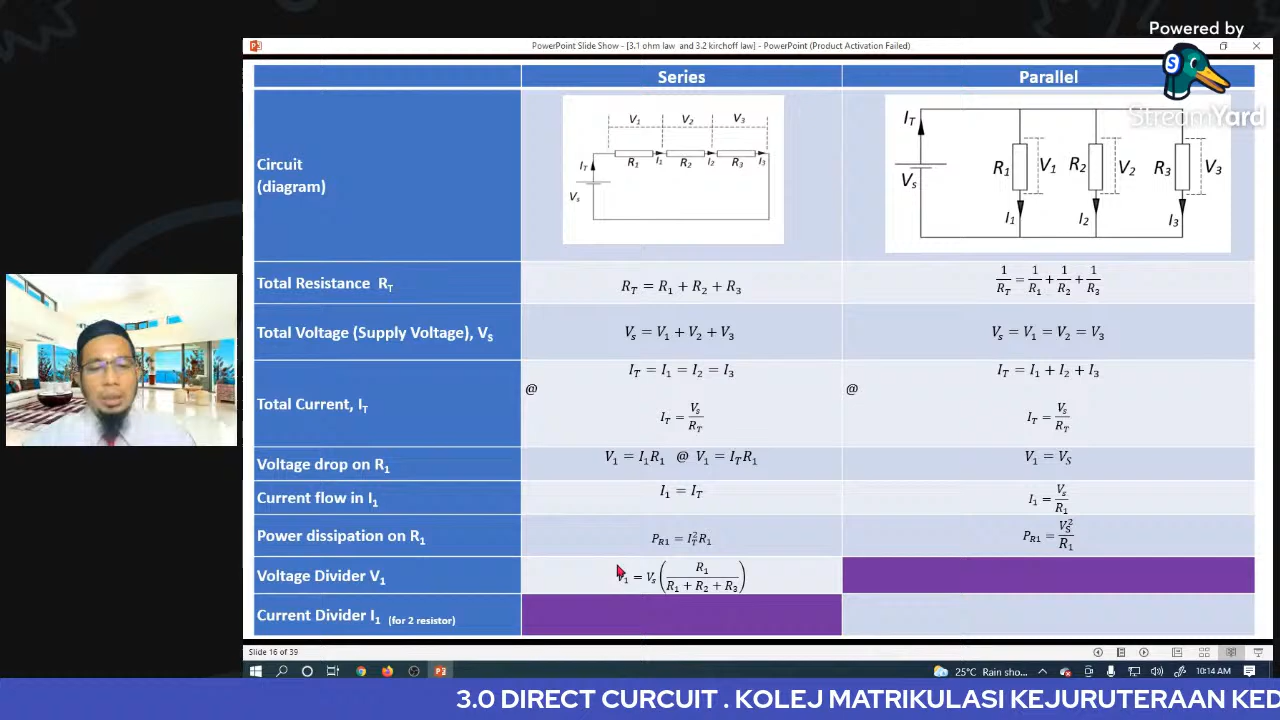 Powered by
S
StreamYard
PowerPoint Slide Show - [3.1 ohm law and 3.2 kirchoff law] - PowerPoint (Product Activation Failed)
Series
Parallel
Circuit
(diagram)
V1 V2 V3
IT R1 I1 R2 I2 R3 I3
Vs
IT
Vs R1 V1 R2 V2 R3 V3
I1 I2 I3
Total Resistance RT
RT = R1 + R2 + R3
1/RT = 1/R1 + 1/R2 + 1/R3
Total Voltage (Supply Voltage), VS
Vs = V1 + V2 + V3
Vs = V1 = V2 = V3
Total Current, IT
IT = I1 = I2 = I3
@
IT = Vs/RT
IT = I1 + I2 + I3
@
IT = Vs/RT
Voltage drop on R1
V1 = I1R1 @ V1 = ITR1
V1 = VS
Current flow in I1
I1 = IT
I1 = Vs/R1
Power dissipation on R1
PR1 = IT²R1
PR1 = VS²/R1
Voltage Divider V1
V1 = Vs(R1/(R1 + R2 + R3))
Current Divider I1 (for 2 resistor)
Slide 16 of 39
25°C Rain sho...
10:14 AM
3.0 DIRECT CURCUIT . KOLEJ MATRIKULASI KEJURUTERAAN KED